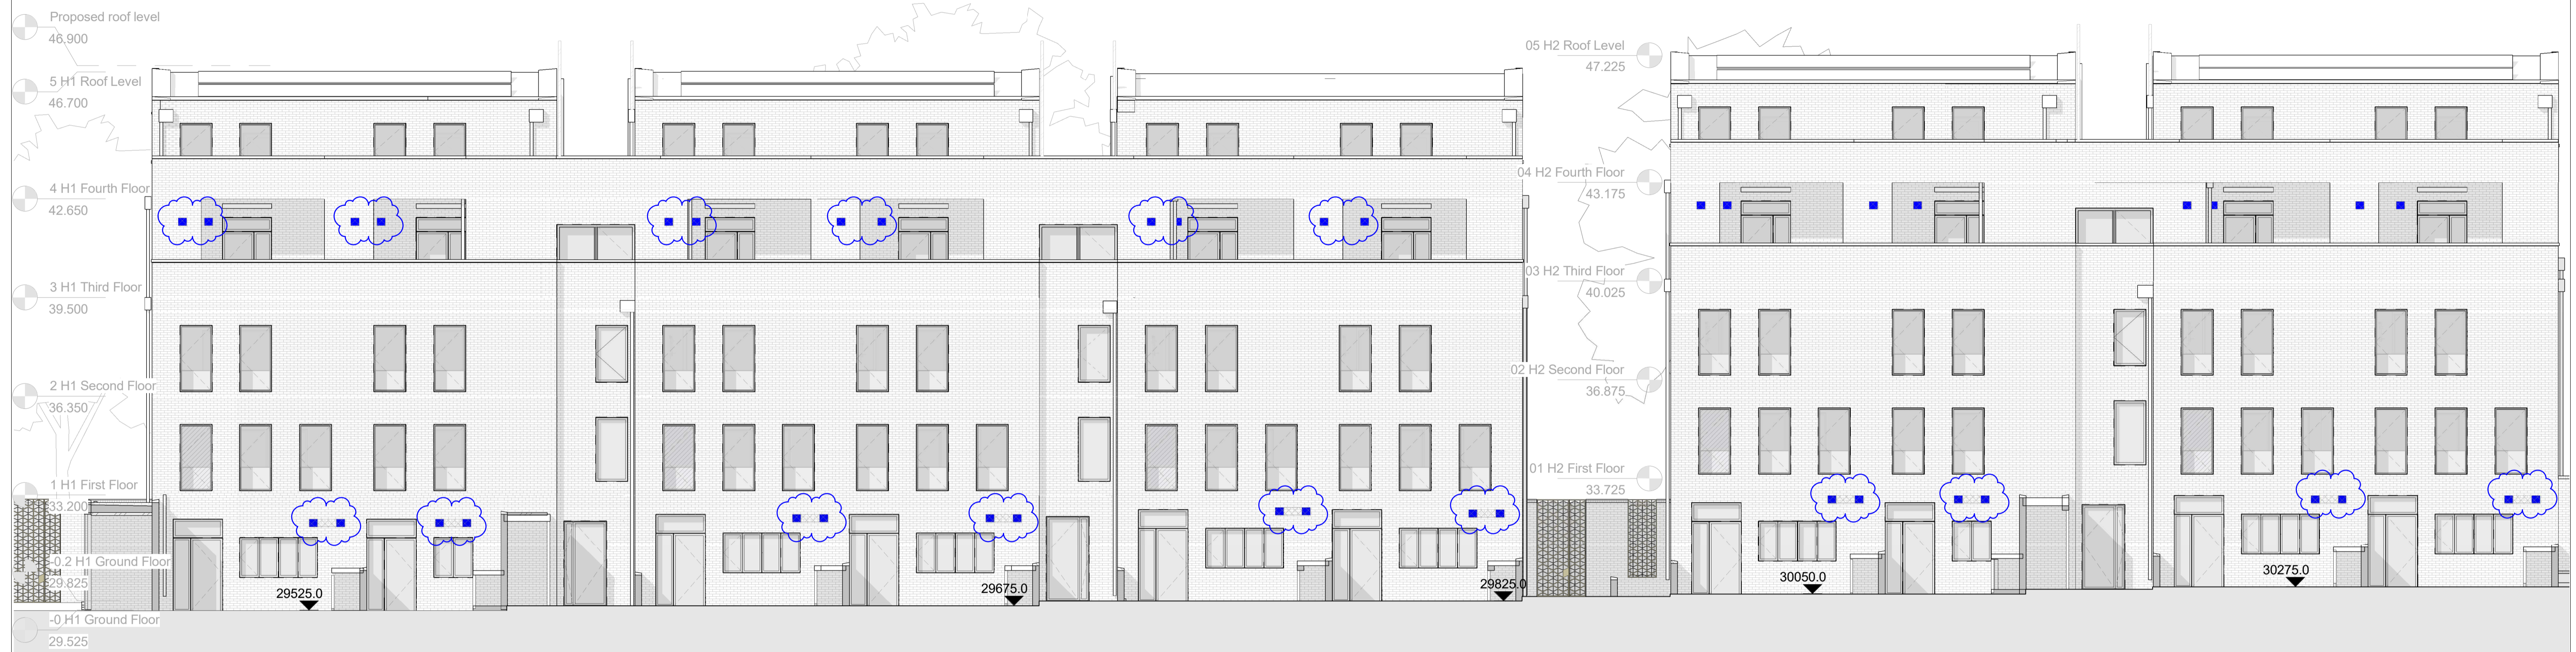 Proposed roof level
46.900
5 H1 Roof Level
46.700
4 H1 Fourth Floor
42.650
3 H1 Third Floor
39.500
2 H1 Second Floor
36.350
1 H1 First Floor
33.200
-0.2 H1 Ground Floor
29.825
-0 H1 Ground Floor
29.525
29525.0
29675.0
29825.0
05 H2 Roof Level
47.225
04 H2 Fourth Floor
43.175
03 H2 Third Floor
40.025
02 H2 Second Floor
36.875
01 H2 First Floor
33.725
30050.0
30275.0